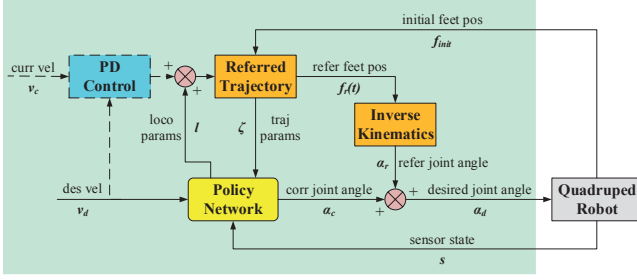 initial feet pos
f_init
curr vel
v_c
PD
Control
+
+
Referred
Trajectory
refer feet pos
f_r(t)
loco
params
l
ζ
traj
params
Inverse
Kinematics
α_r
refer joint angle
des vel
v_d
Policy
Network
corr joint angle
α_c
+
+
desired joint angle
α_d
Quadruped
Robot
sensor state
s